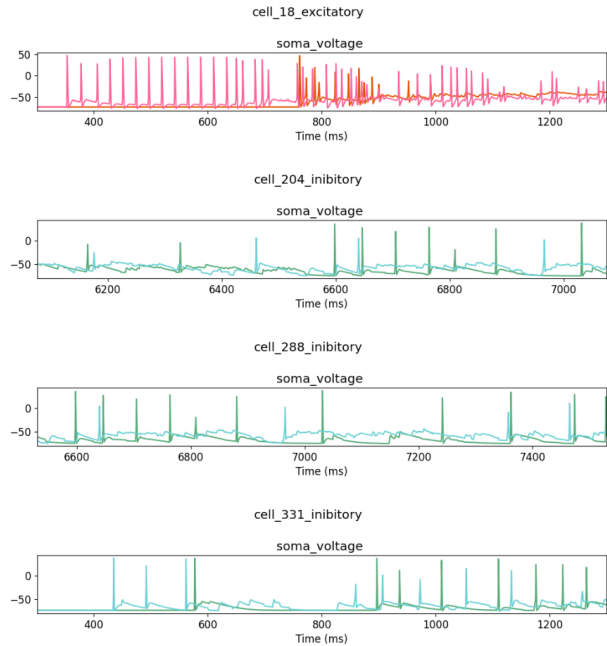 cell_18_excitatory
soma_voltage
50
0
−50
400 600 800 1000 1200
Time (ms)
cell_204_inibitory
soma_voltage
0
−50
6200 6400 6600 6800 7000
Time (ms)
cell_288_inibitory
soma_voltage
0
−50
6600 6800 7000 7200 7400
Time (ms)
cell_331_inibitory
soma_voltage
0
−50
400 600 800 1000 1200
Time (ms)